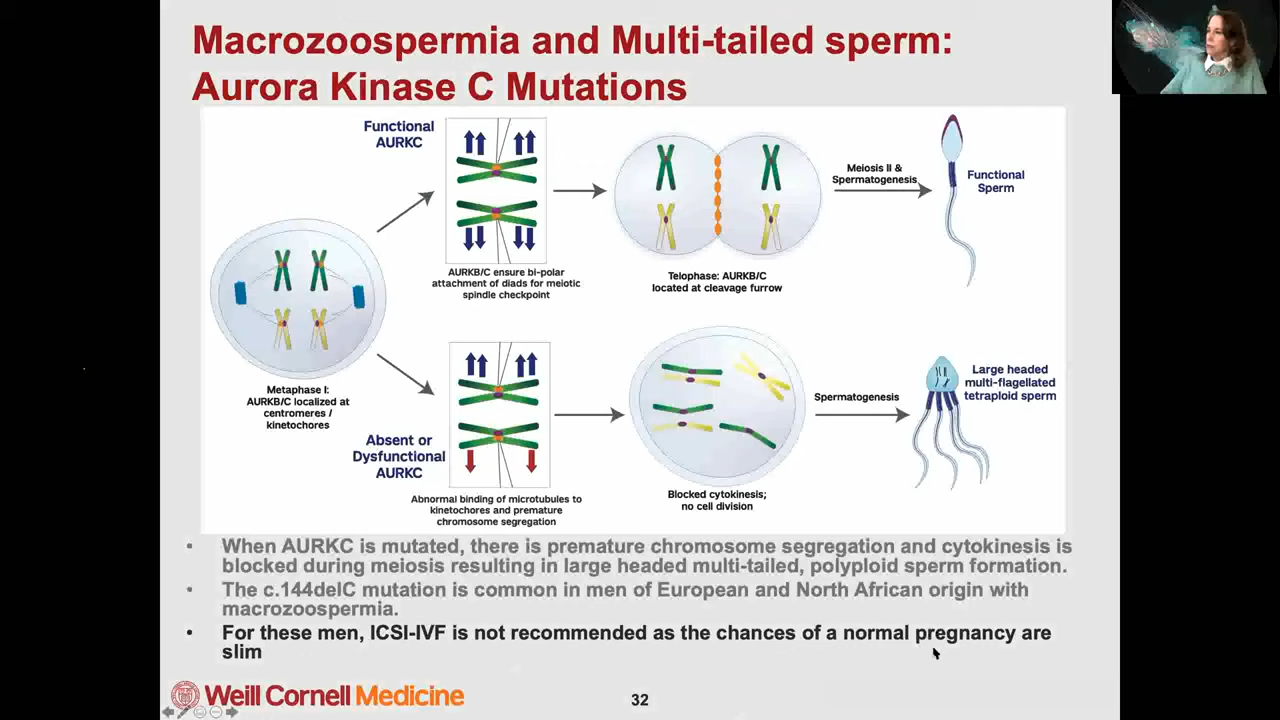 Macrozoospermia and Multi-tailed sperm:
Aurora Kinase C Mutations
Functional
AURKC
AURKB/C ensure bi-polar
attachment of diads for meiotic
spindle checkpoint
Telophase: AURKB/C
located at cleavage furrow
Meiosis II &
Spermatogenesis
Functional
Sperm
Metaphase I:
AURKB/C localized at
centromeres /
kinetochores
Absent or
Dysfunctional
AURKC
Abnormal binding of microtubules to
kinetochores and premature
chromosome segregation
Blocked cytokinesis;
no cell division
Spermatogenesis
Large headed
multi-flagellated
tetraploid sperm
• When AURKC is mutated, there is premature chromosome segregation and cytokinesis is
blocked during meiosis resulting in large headed multi-tailed, polyploid sperm formation.
• The c.144delC mutation is common in men of European and North African origin with
macrozoospermia.
• For these men, ICSI-IVF is not recommended as the chances of a normal pregnancy are
slim
Weill Cornell Medicine
32